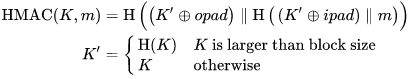 HMAC(K, m) = H((K′ ⊕ opad) ∥ H((K′ ⊕ ipad) ∥ m))
K′ = { H(K) K is larger than block size
K otherwise